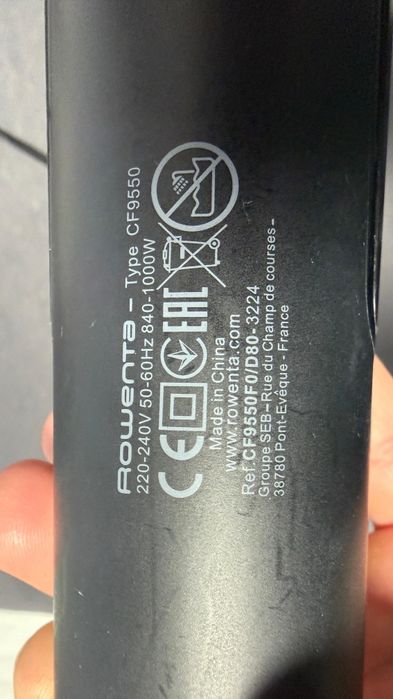 Rowenta – Type CF9550
220-240V 50-60Hz 840-1000W
CE EAC
Made in China
www.rowenta.com
Ref.CF9550F0/D80-3224
Groupe SEB–Rue du Champ de courses–
38780 Pont-Evêque - France